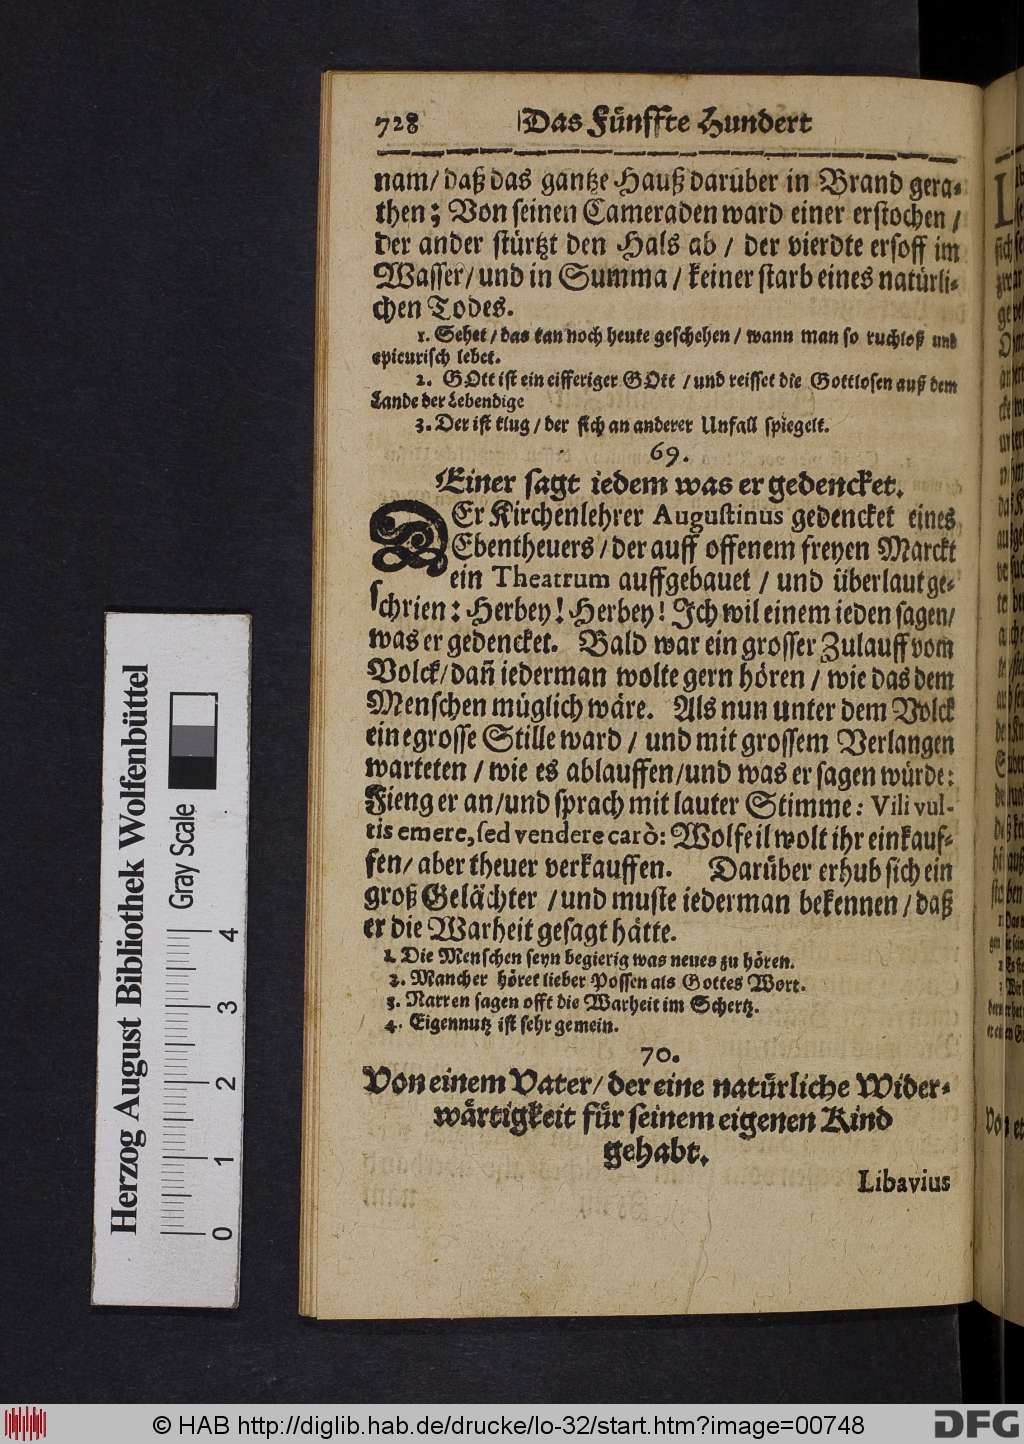 728 Das Fünffte Hundert
nam/ daß das gantze Hauß darüber in Brand gera-
then; Von seinen Cameraden ward einer erstochen /
der ander stürtzt den Hals ab / der vierdte ersoff im
Wasser/ und in Summa / keiner starb eines natürli-
chen Todes.
1. Sehet / das kan noch heute geschehen / wann man so ruchloß und
epicurisch lebet.
2. GOtt ist ein eifferiger GOtt / und reisset die Gottlosen auß dem
Lande der Lebendige
3. Der ist klug / der sich an anderer Unfall spiegelt.
69.
Einer sagt iedem was er gedencket.
DEr Kirchenlehrer Augustinus gedencket eines
Ebentheuers / der auff offenem freyen Marckt
ein Theatrum auffgebauet / und überlaut ge-
schrien: Herbey! Herbey! Ich wil einem ieden sagen/
was er gedencket. Bald war ein grosser Zulauff vom
Volck/ dañ iederman wolte gern hören / wie das dem
Menschen müglich wäre. Als nun unter dem Volck
eine grosse Stille ward / und mit grossem Verlangen
warteten / wie es ablauffen/und was er sagen würde:
Fieng er an/und sprach mit lauter Stimme: Vili vul-
tis emere, sed vendere carò: Wolfeil wolt ihr einkauf-
fen/ aber theuer verkauffen. Darüber erhub sich ein
groß Gelächter / und muste iederman bekennen / daß
er die Warheit gesagt hätte.
1. Die Menschen seyn begierig was neues zu hören.
2. Mancher höret lieber Possen als Gottes Wort.
3. Narren sagen offt die Warheit im Schertz.
4. Eigennutz ist sehr gemein.
70.
Von einem Vater/ der eine natürliche Wider-
wärtigkeit für seinem eigenen Kind
gehabt.
Libavius
Herzog August Bibliothek Wolfenbüttel
Gray Scale
0 1 2 3 4
© HAB http://diglib.hab.de/drucke/lo-32/start.htm?image=00748
DFG